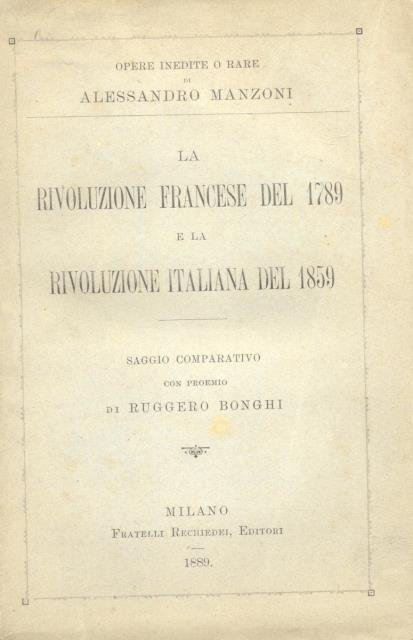 OPERE INEDITE O RARE
DI
ALESSANDRO MANZONI
LA
RIVOLUZIONE FRANCESE DEL 1789
E LA
RIVOLUZIONE ITALIANA DEL 1859
SAGGIO COMPARATIVO
CON PROEMIO
DI RUGGERO BONGHI
MILANO
FRATELLI RECHIEDEI, EDITORI
1889.